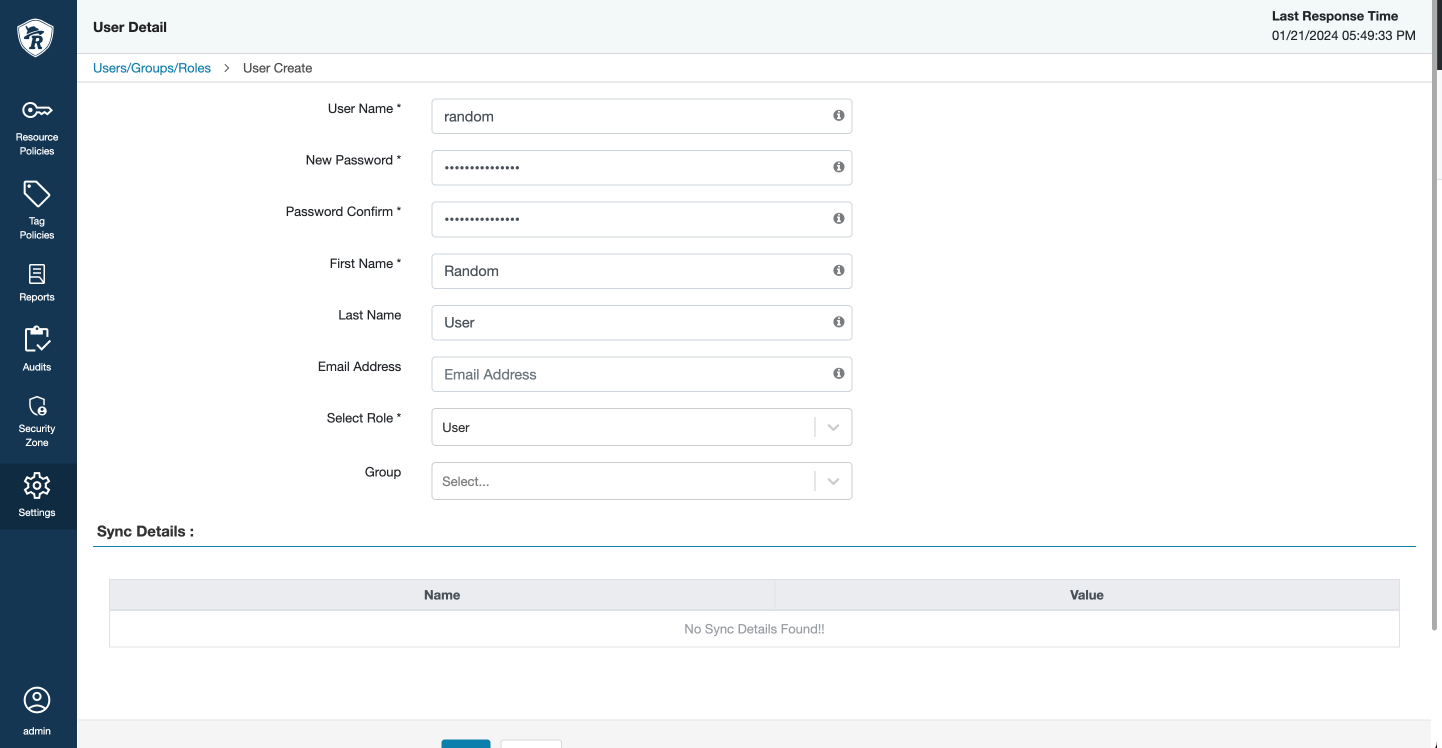 User Detail
Last Response Time
01/21/2024 05:49:33 PM
Users/Groups/Roles > User Create
Resource
Policies
Tag
Policies
Reports
Audits
Security
Zone
Settings
admin
User Name *
random
New Password *
•••••••••••••••
Password Confirm *
•••••••••••••••
First Name *
Random
Last Name
User
Email Address
Email Address
Select Role *
User
Group
Select...
Sync Details :
Name Value
No Sync Details Found!!